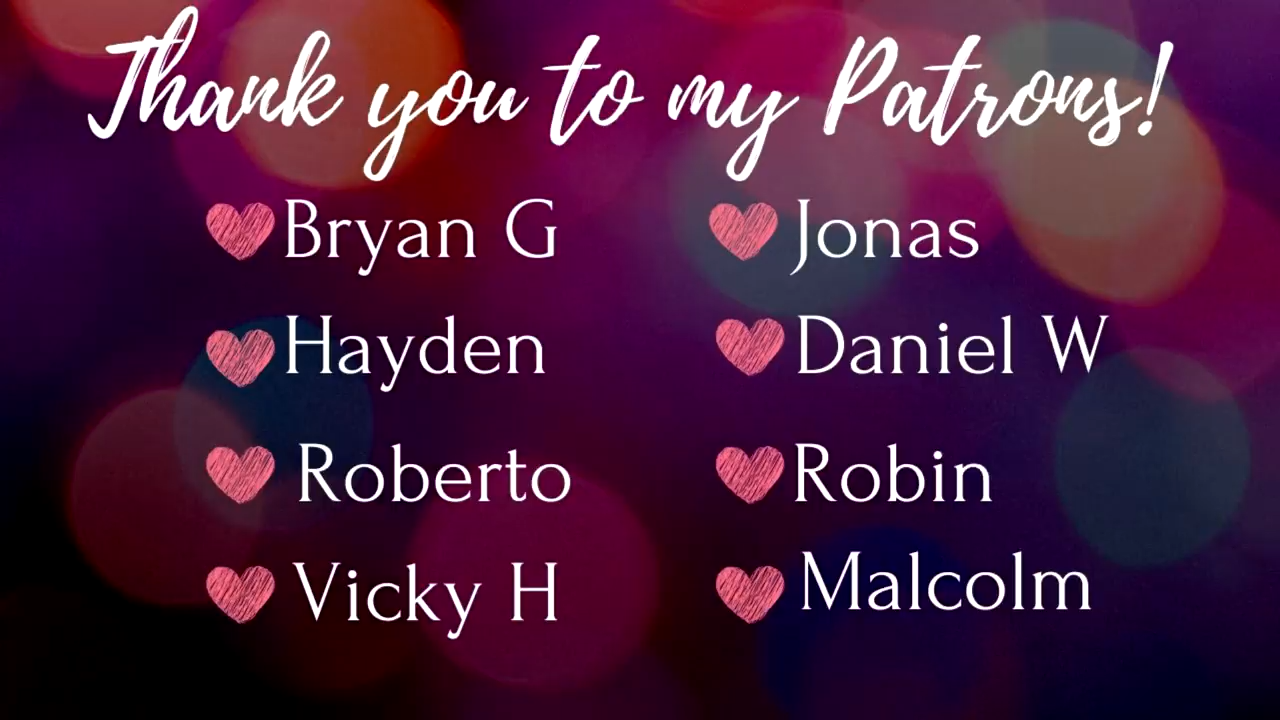 Thank you to my Patrons!
Bryan G
Jonas
Hayden
Daniel W
Roberto
Robin
Vicky H
Malcolm